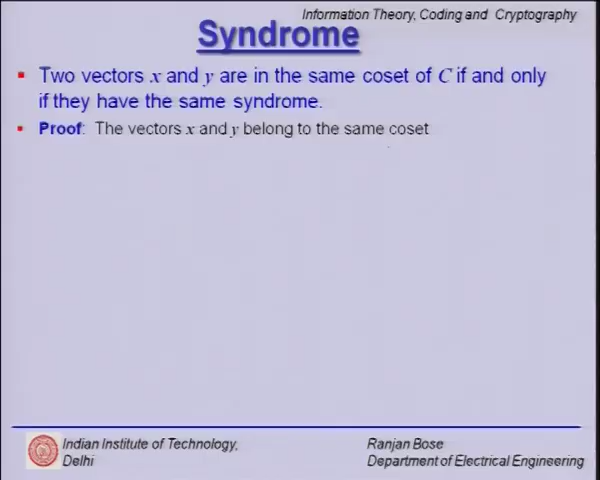 Information Theory, Coding and Cryptography
Syndrome
Two vectors x and y are in the same coset of C if and only
if they have the same syndrome.
Proof: The vectors x and y belong to the same coset
Indian Institute of Technology,
Delhi
Ranjan Bose
Department of Electrical Engineering